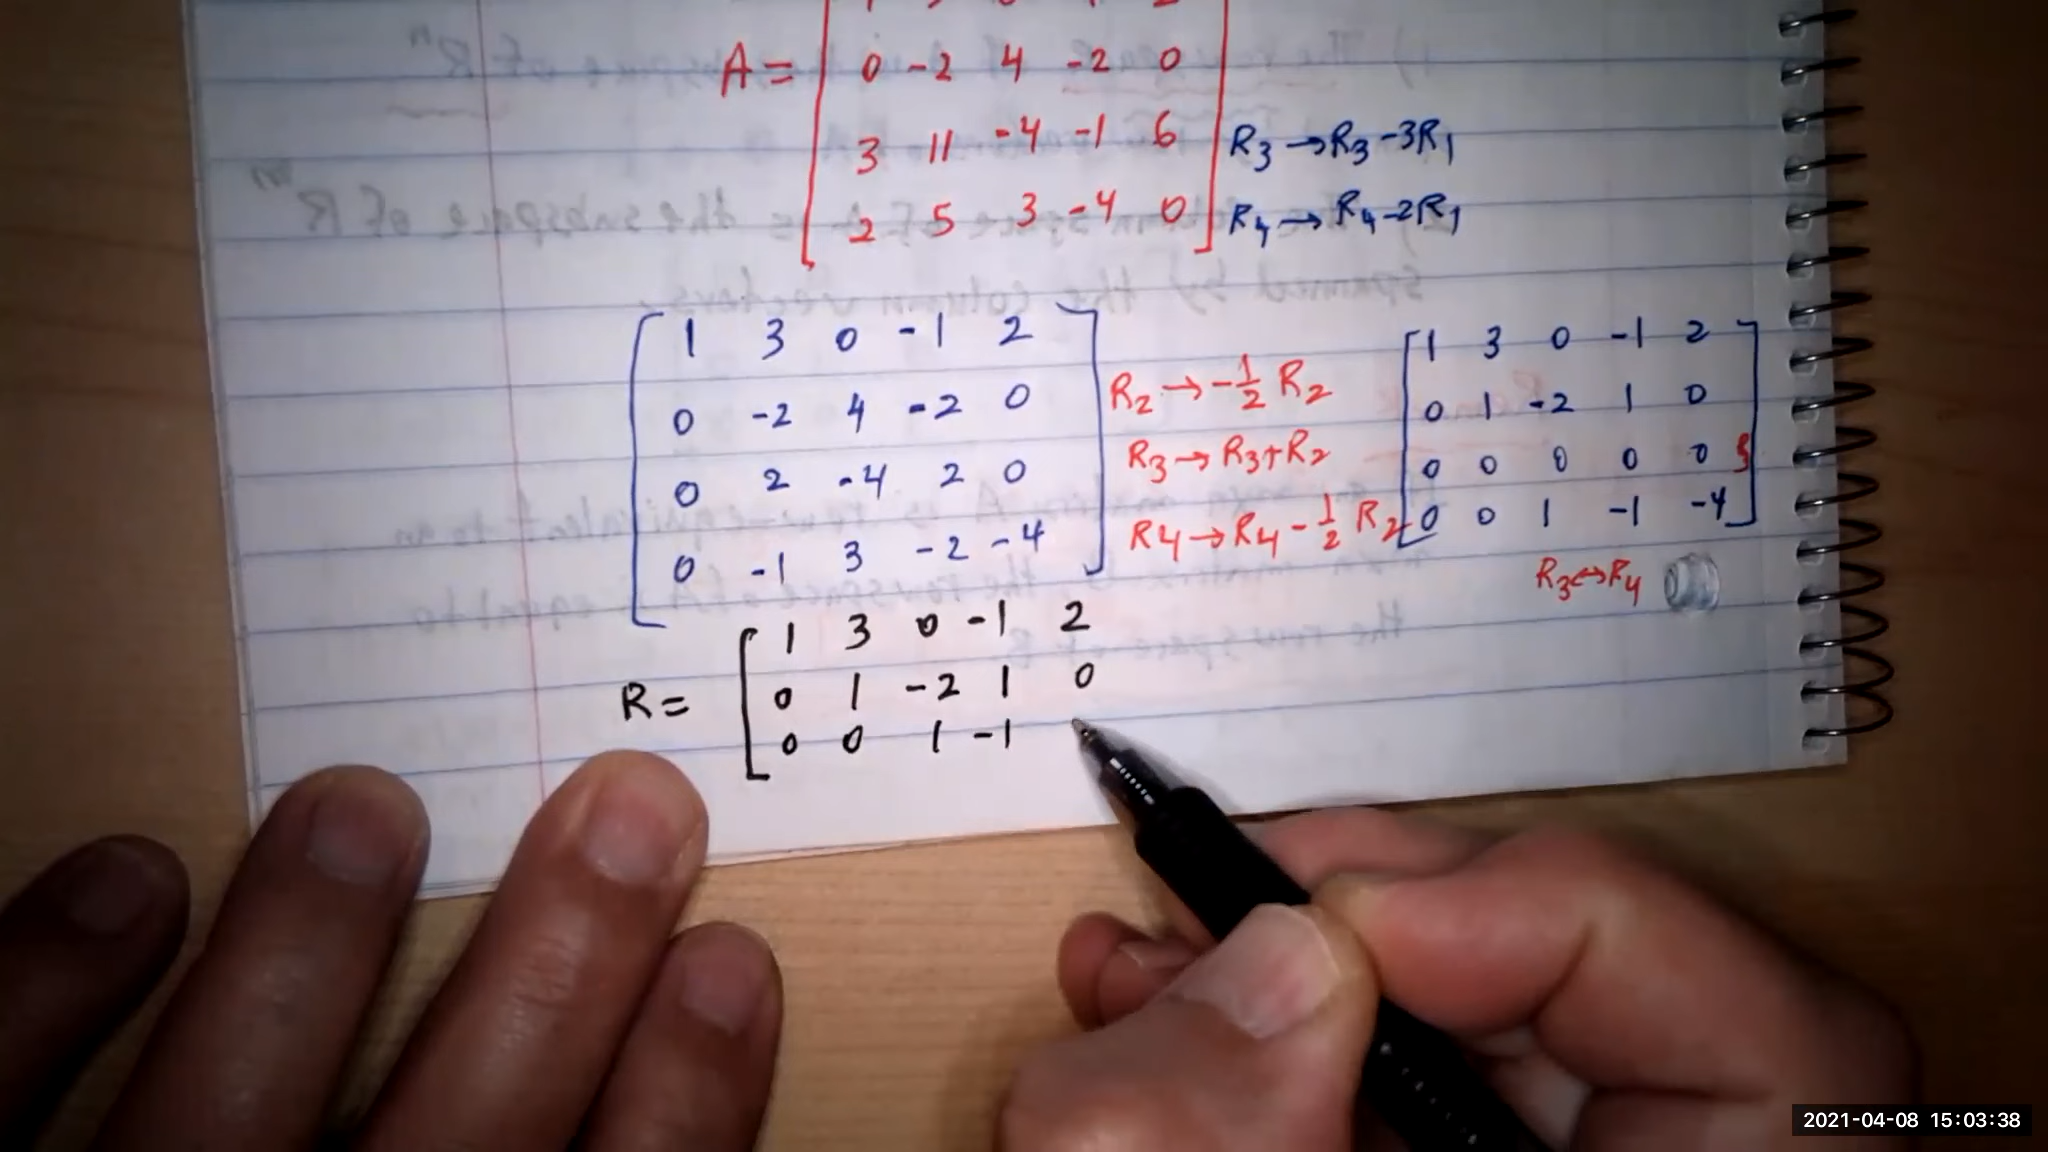 A =
0 -2 4 -2 0
3 11 -4 -1 6 R3 → R3 -3R1
2 5 3 -4 0 R4 → R4 -2R1
1 3 0 -1 2
0 -2 4 -2 0 R2 → -1/2 R2
0 2 -4 2 0 R3 → R3+R2
0 -1 3 -2 -4 R4 → R4 - 1/2 R2
1 3 0 -1 2
0 1 -2 1 0
0 0 0 0 0
0 0 1 -1 -4
R3 ↔ R4
R =
1 3 0 -1 2
0 1 -2 1 0
0 0 1 -1
2021-04-08 15:03:38